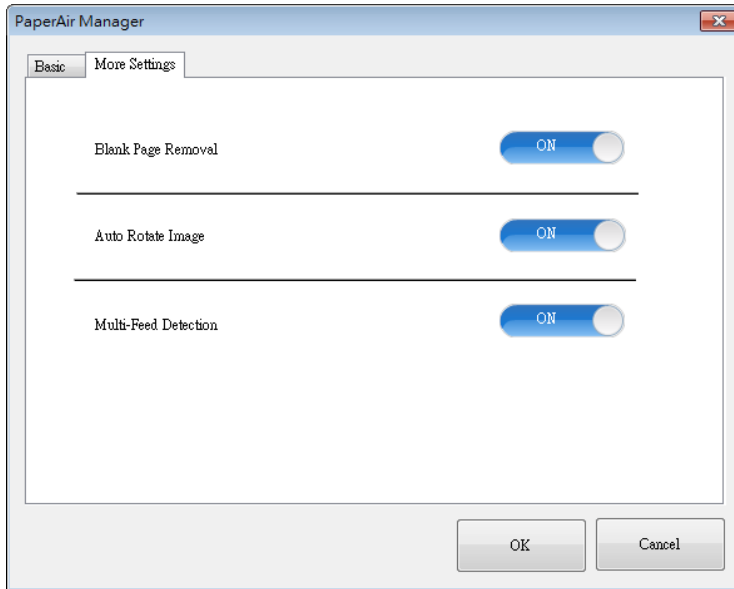 PaperAir Manager
Basic
More Settings
Blank Page Removal
ON
Auto Rotate Image
ON
Multi-Feed Detection
ON
OK
Cancel